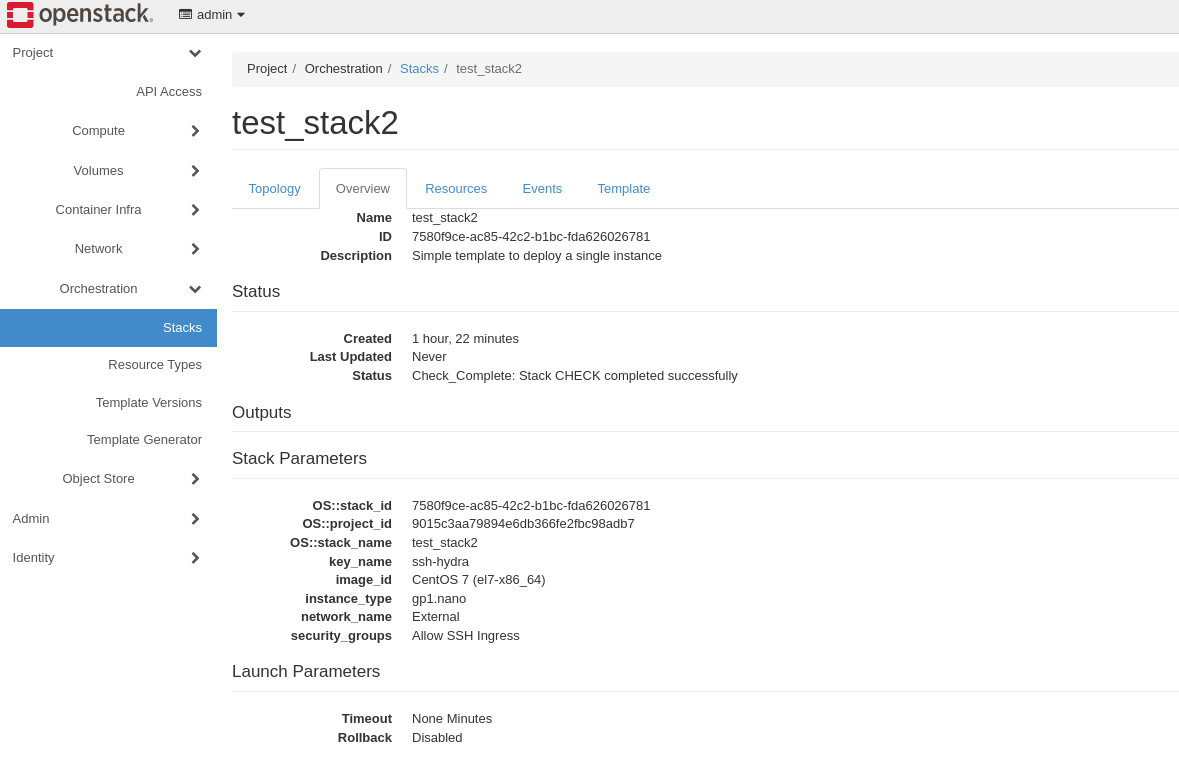 openstack. admin
Project
API Access
Compute
Volumes
Container Infra
Network
Orchestration
Stacks
Resource Types
Template Versions
Template Generator
Object Store
Admin
Identity
Project / Orchestration / Stacks / test_stack2
test_stack2
Topology Overview Resources Events Template
Name test_stack2
ID 7580f9ce-ac85-42c2-b1bc-fda626026781
Description Simple template to deploy a single instance
Status
Created 1 hour, 22 minutes
Last Updated Never
Status Check_Complete: Stack CHECK completed successfully
Outputs
Stack Parameters
OS::stack_id 7580f9ce-ac85-42c2-b1bc-fda626026781
OS::project_id 9015c3aa79894e6db366fe2fbc98adb7
OS::stack_name test_stack2
key_name ssh-hydra
image_id CentOS 7 (el7-x86_64)
instance_type gp1.nano
network_name External
security_groups Allow SSH Ingress
Launch Parameters
Timeout None Minutes
Rollback Disabled